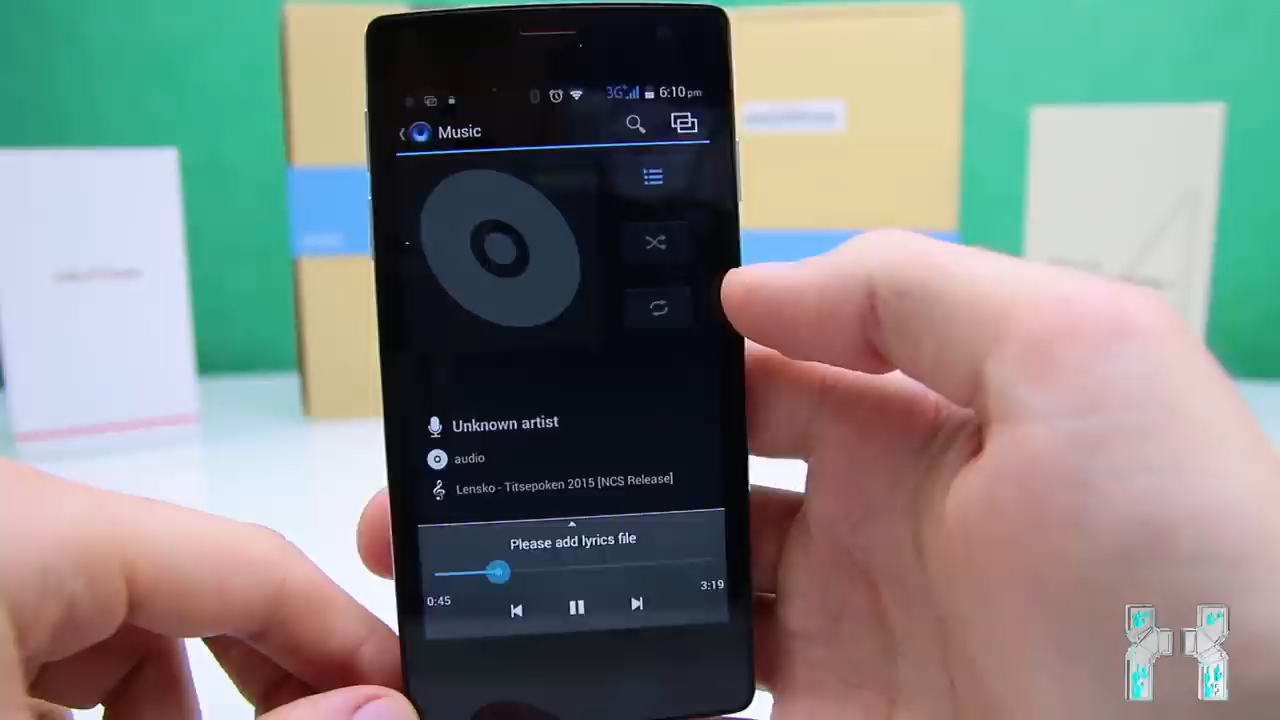 3G 6:10 pm
Music
Unknown artist
audio
Lensko - Titsepoken 2015 [NCS Release]
Please add lyrics file
0:45
3:19